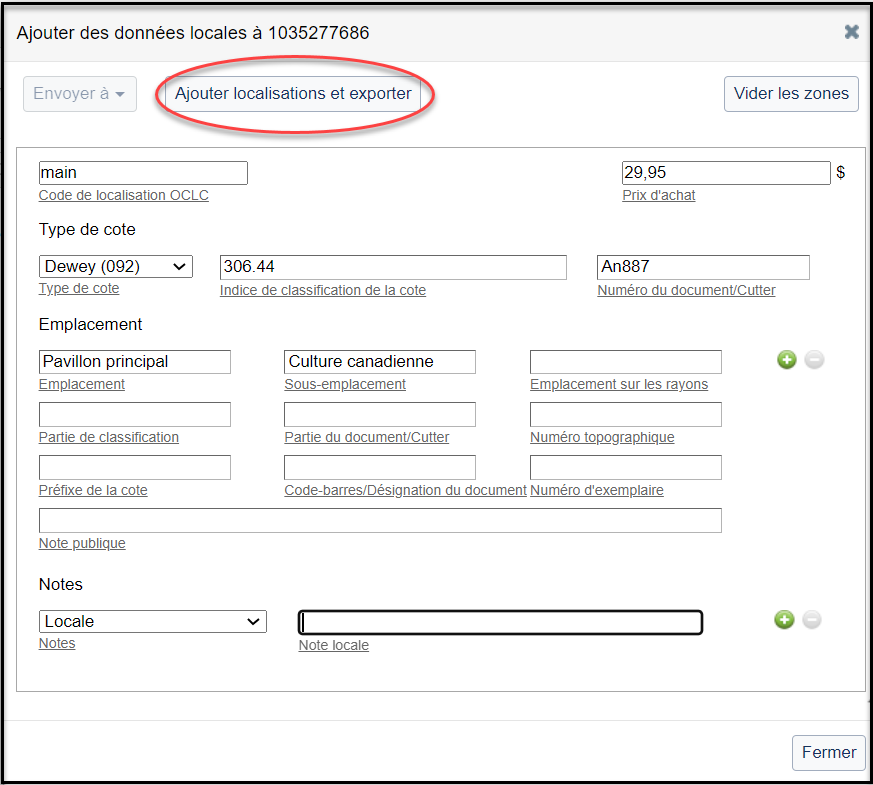 Ajouter des données locales à 1035277686
Envoyer à Ajouter localisations et exporter Vider les zones
main 29,95 $
Code de localisation OCLC Prix d'achat
Type de cote
Dewey (092) 306.44 An887
Type de cote Indice de classification de la cote Numéro du document/Cutter
Emplacement
Pavillon principal Culture canadienne
Emplacement Sous-emplacement Emplacement sur les rayons
Partie de classification Partie du document/Cutter Numéro topographique
Préfixe de la cote Code-barres/Désignation du document Numéro d'exemplaire
Note publique
Notes
Locale
Notes Note locale
Fermer